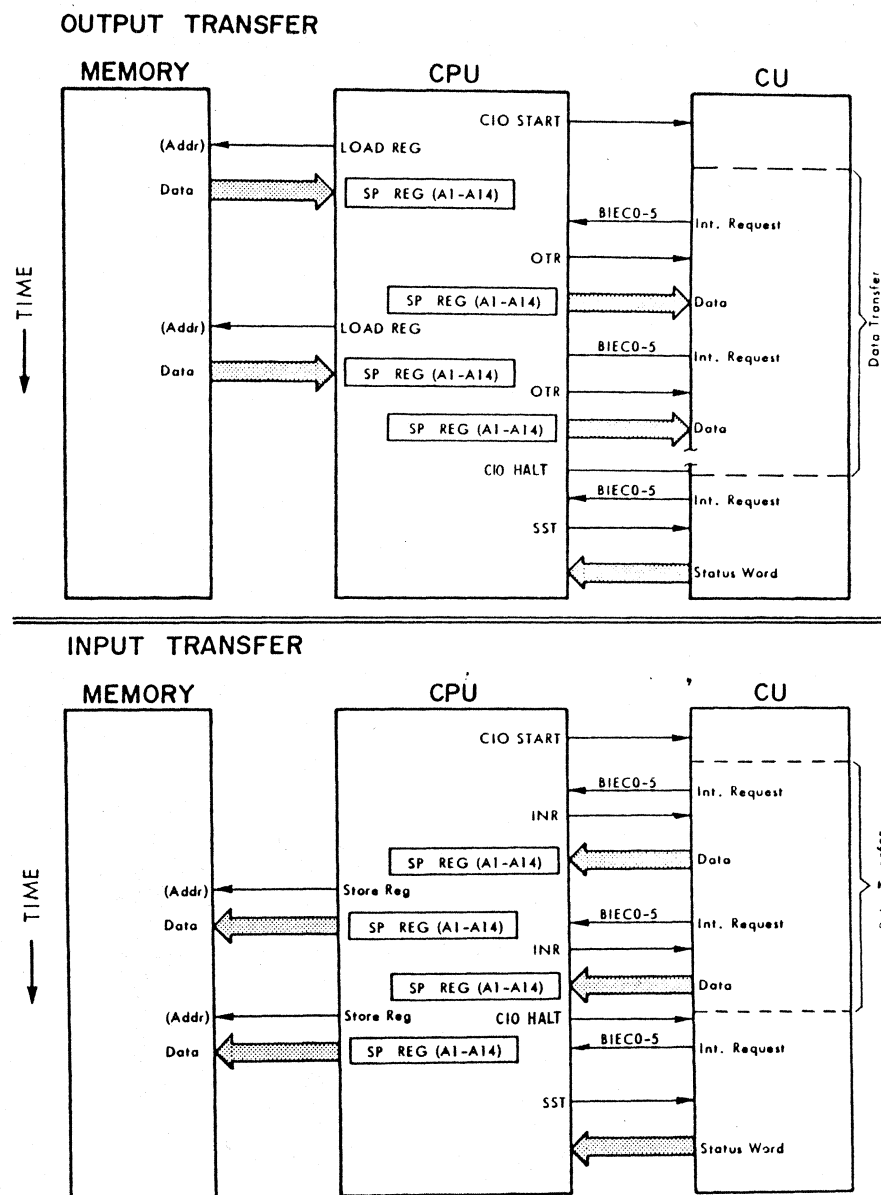 OUTPUT TRANSFER
MEMORY
CPU
CU
CIO START
(Addr)
LOAD REG
Data
SP REG (A1-A14)
BIEC0-5
Int. Request
OTR
SP REG (A1-A14)
Data
(Addr)
LOAD REG
BIEC0-5
Int. Request
Data
SP REG (A1-A14)
OTR
SP REG (A1-A14)
Data
CIO HALT
BIEC0-5
Int. Request
SST
Status Word
TIME
Data Transfer
INPUT TRANSFER
MEMORY
CPU
CU
CIO START
BIEC0-5
Int. Request
INR
SP REG (A1-A14)
Data
(Addr)
Store Reg
Data
SP REG (A1-A14)
BIEC0-5
Int. Request
INR
SP REG (A1-A14)
Data
(Addr)
Store Reg
CIO HALT
Data
SP REG (A1-A14)
BIEC0-5
Int. Request
SST
Status Word
TIME